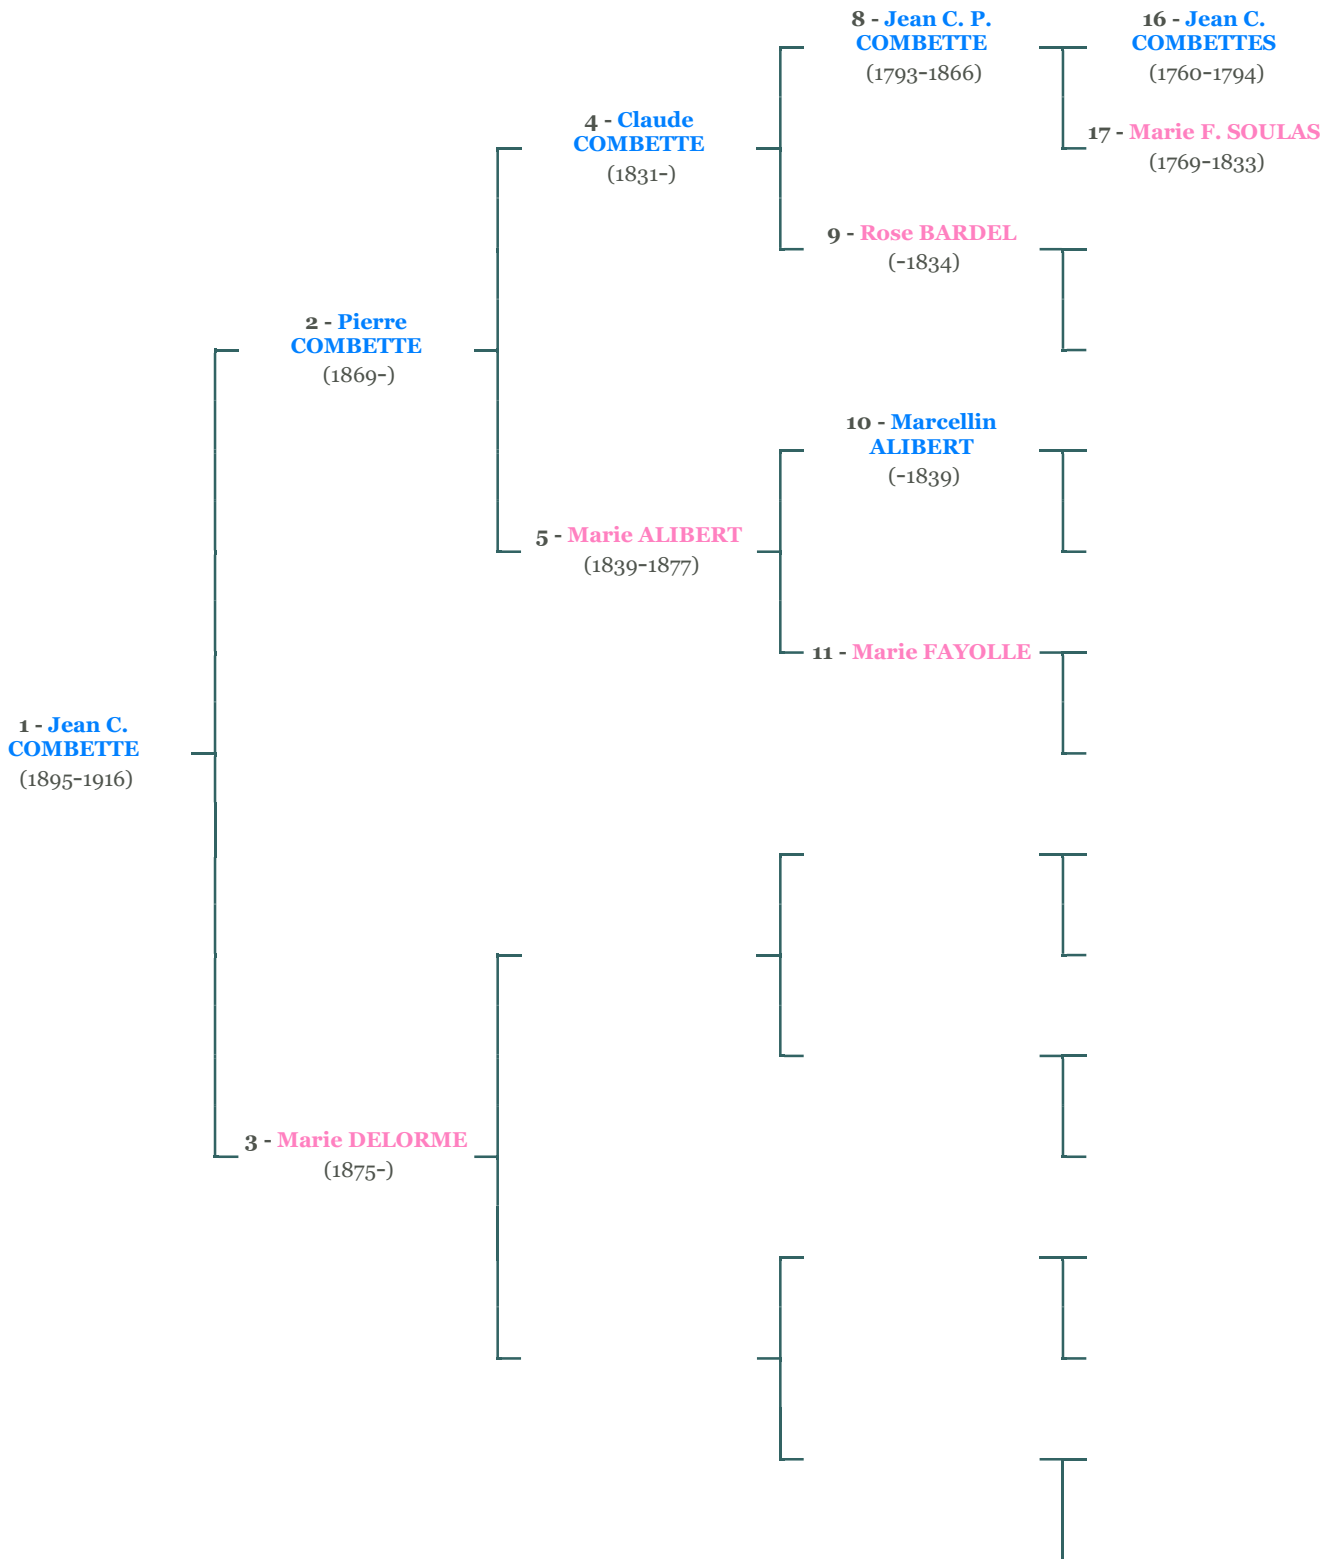 8 - Jean C. P.
COMBETTE
(1793-1866)
16 - Jean C.
COMBETTES
(1760-1794)
4 - Claude
COMBETTE
(1831-)
17 - Marie F. SOULAS
(1769-1833)
9 - Rose BARDEL
(-1834)
2 - Pierre
COMBETTE
(1869-)
10 - Marcellin
ALIBERT
(-1839)
5 - Marie ALIBERT
(1839-1877)
11 - Marie FAYOLLE
1 - Jean C.
COMBETTE
(1895-1916)
3 - Marie DELORME
(1875-)